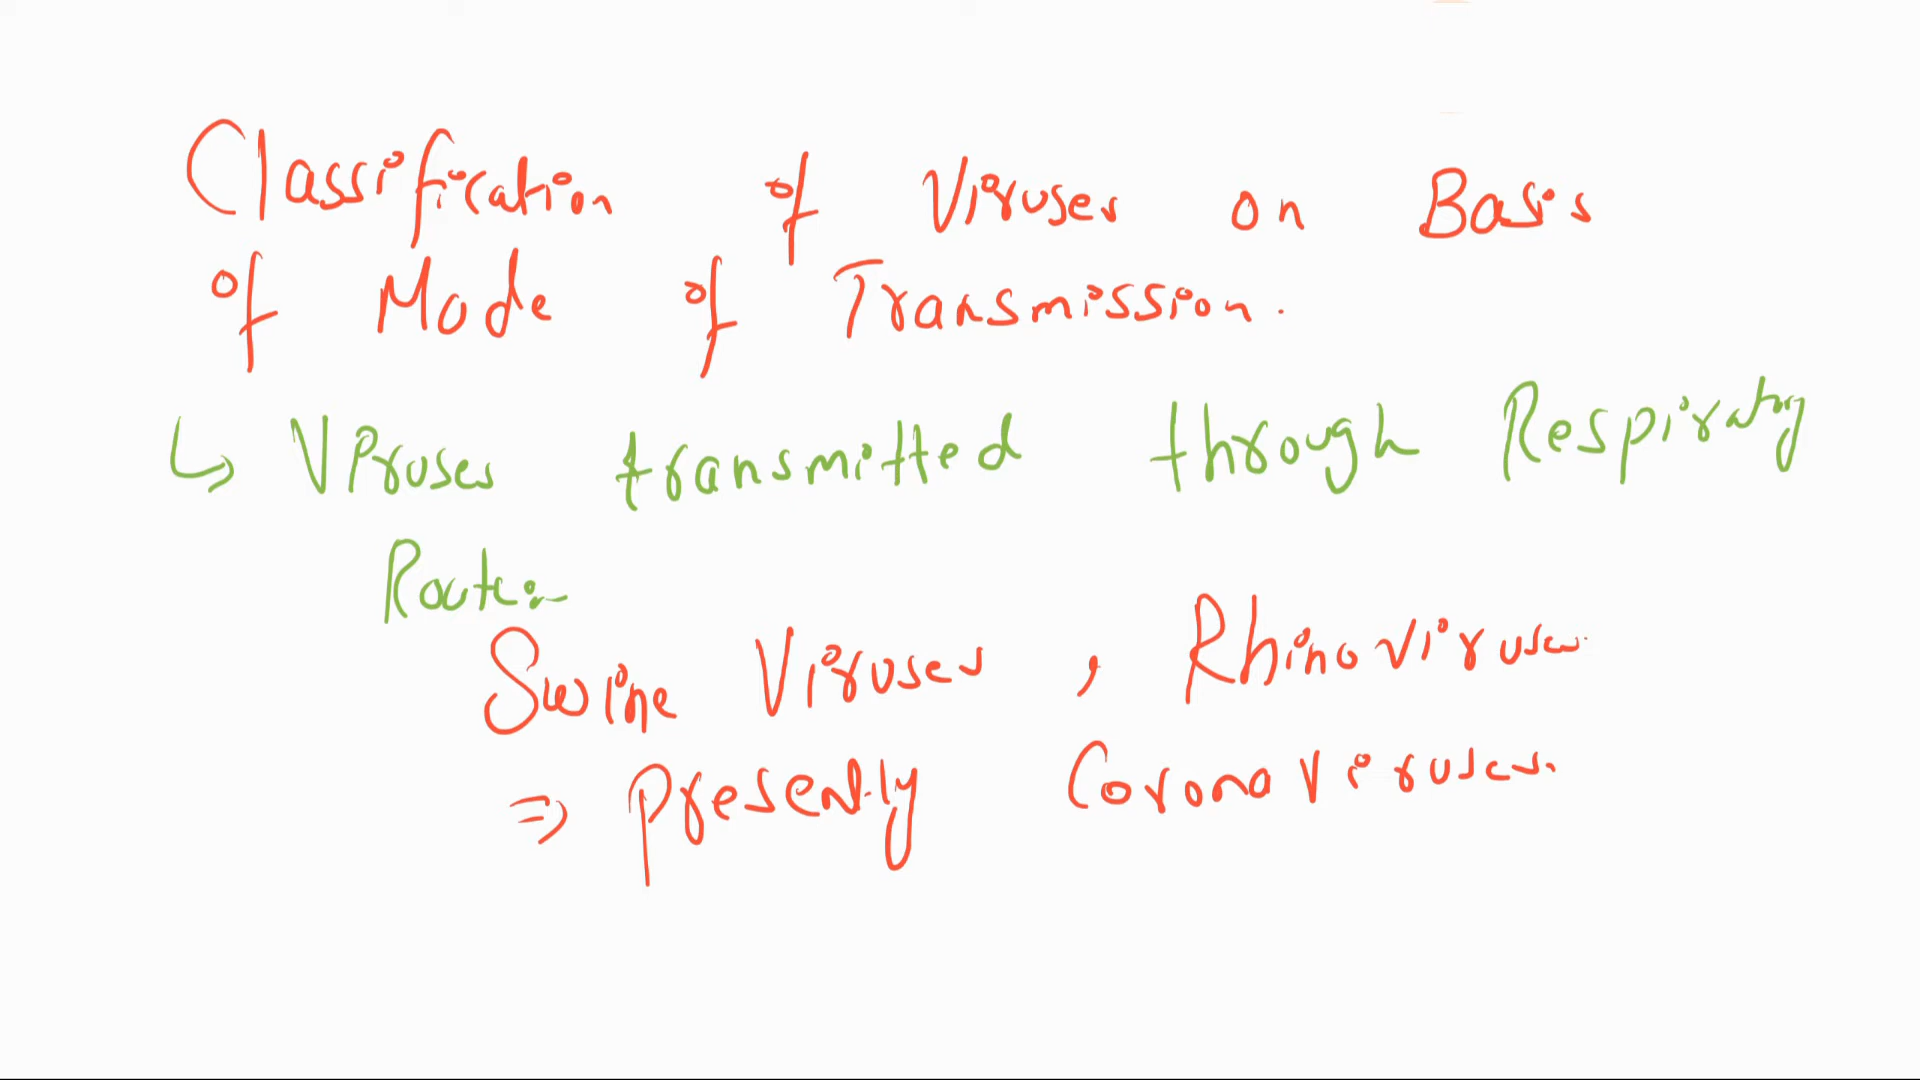 Classification of Viruses on Basis
of Mode of Transmission.
↳ Viruses transmitted through Respiratory
Route:-
Swine Viruses , Rhinoviruses.
⇒ Presently Coronaviruses.